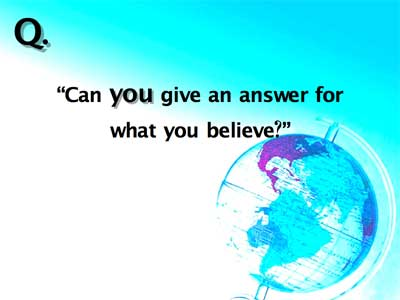 Q.
“Can you give an answer for
what you believe?”